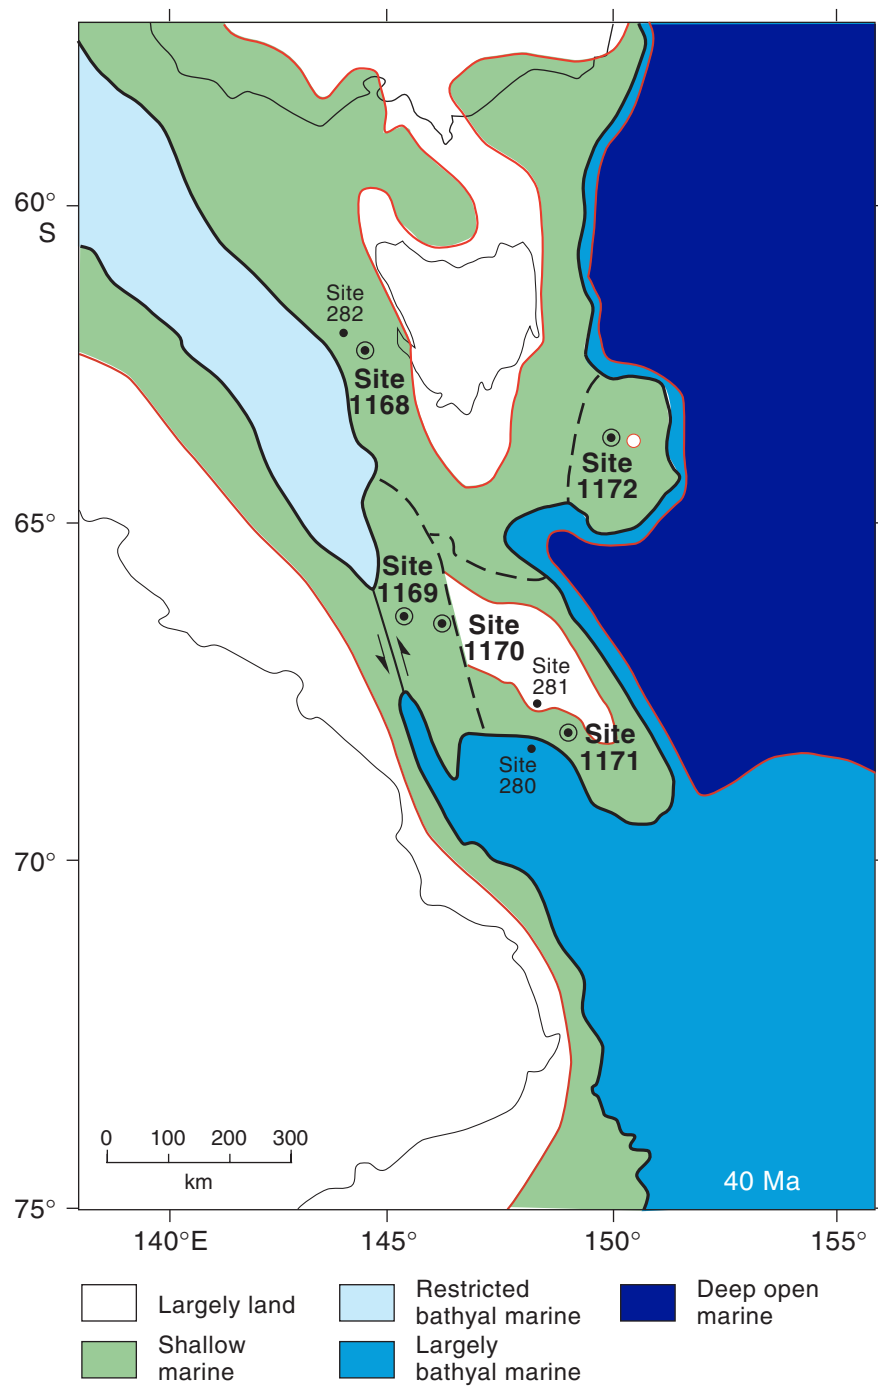 60°
S
Site
282
Site
1168
Site
1172
65°
Site
1169
Site
1170
Site
281
Site
1171
Site
280
70°
0 100 200 300
km
40 Ma
75°
140°E 145° 150° 155°
Largely land
Restricted
bathyal marine
Deep open
marine
Shallow
marine
Largely
bathyal marine